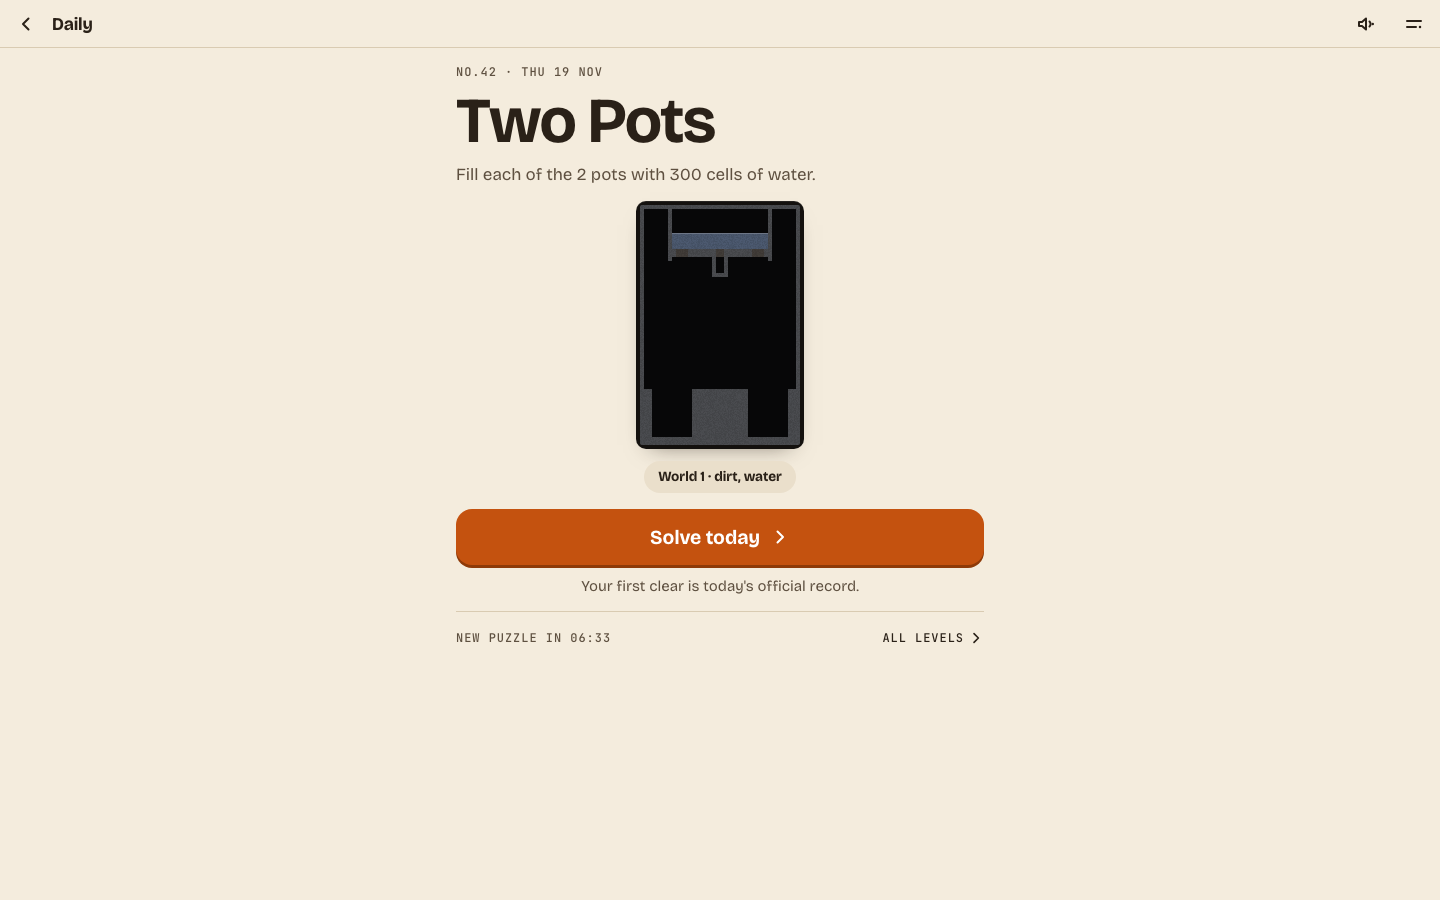 Daily
NO.42 · THU 19 NOV
Two Pots
Fill each of the 2 pots with 300 cells of water.
World 1 · dirt, water
Solve today
Your first clear is today's official record.
NEW PUZZLE IN 06:33
ALL LEVELS